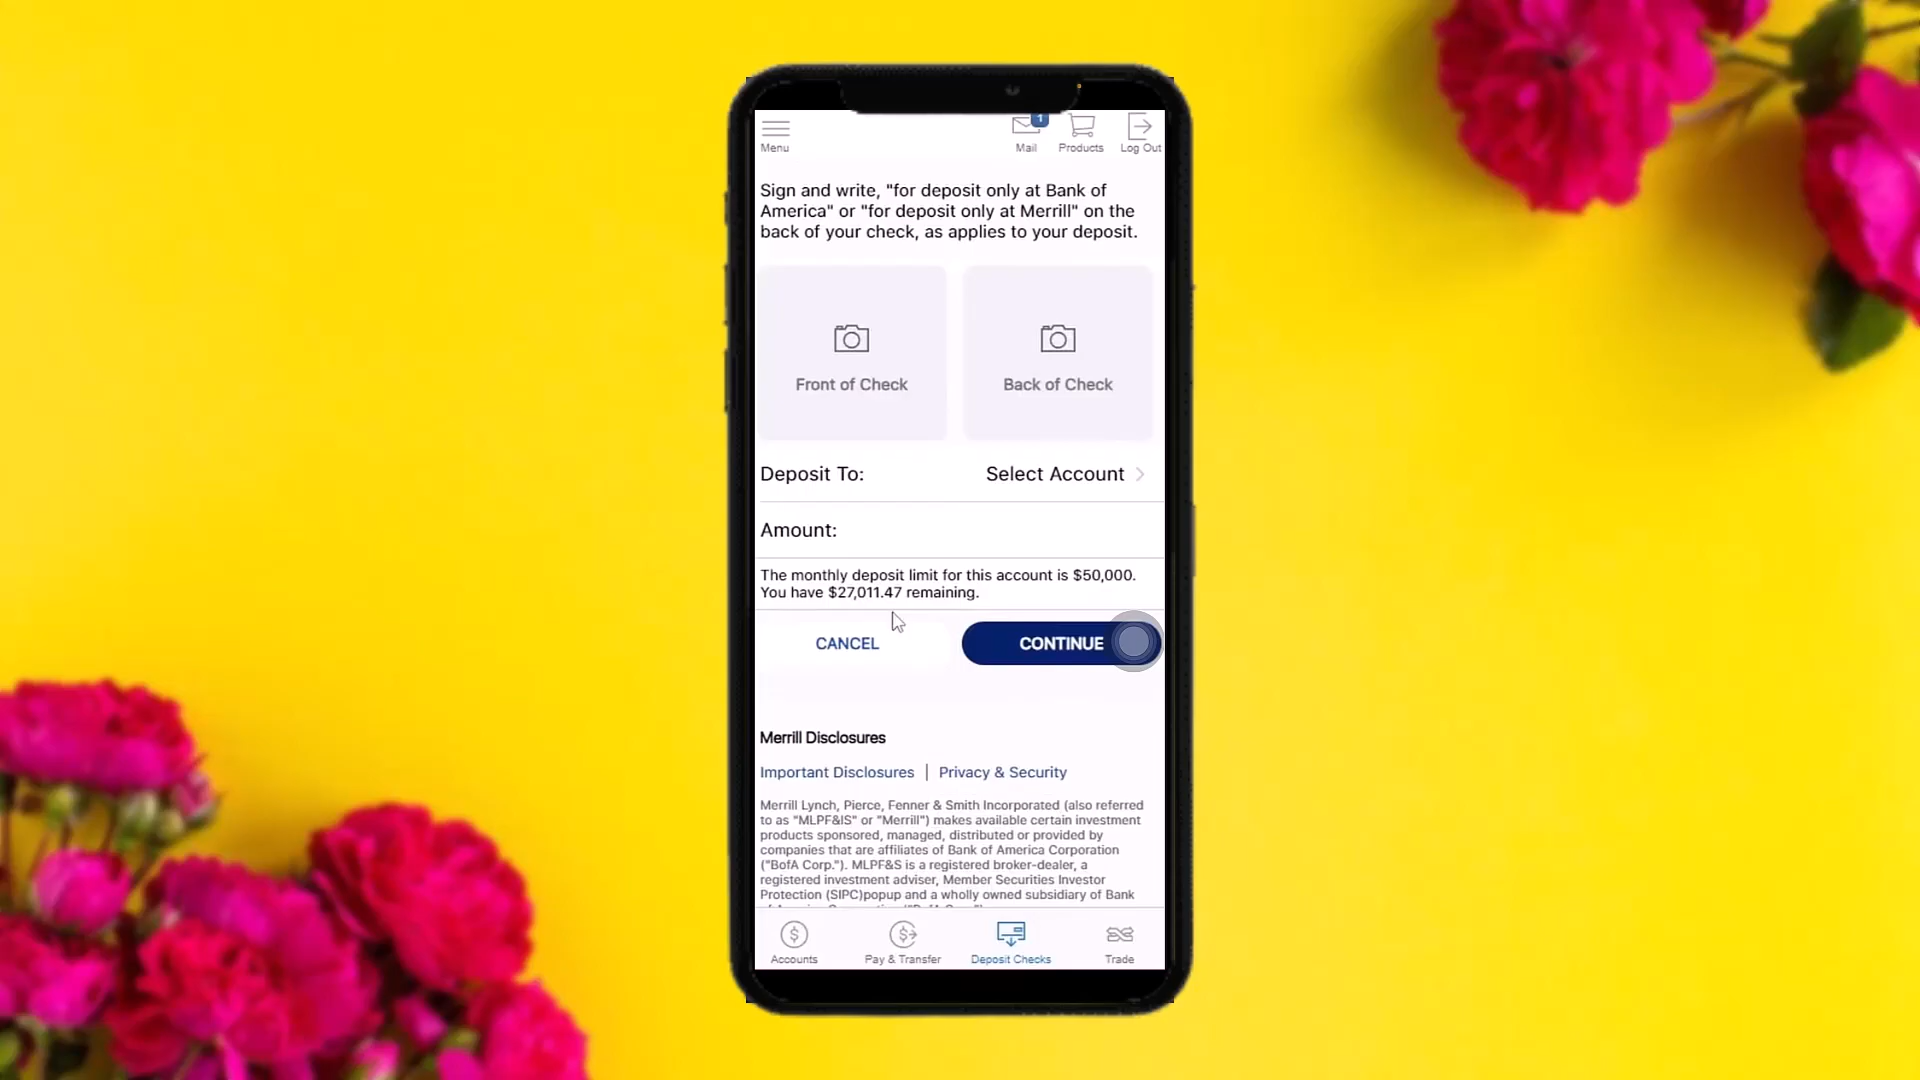 1
Menu
Mail
Products
Log Out
Sign and write, "for deposit only at Bank of
America" or "for deposit only at Merrill" on the
back of your check, as applies to your deposit.
Front of Check
Back of Check
Deposit To:
Select Account
Amount:
The monthly deposit limit for this account is $50,000.
You have $27,011.47 remaining.
CANCEL
CONTINUE
Merrill Disclosures
Important Disclosures | Privacy & Security
Merrill Lynch, Pierce, Fenner & Smith Incorporated (also referred
to as "MLPF&IS" or "Merrill") makes available certain investment
products sponsored, managed, distributed or provided by
companies that are affiliates of Bank of America Corporation
("BofA Corp."). MLPF&S is a registered broker-dealer, a
registered investment adviser, Member Securities Investor
Protection (SIPC)popup and a wholly owned subsidiary of Bank
Accounts
Pay & Transfer
Deposit Checks
Trade